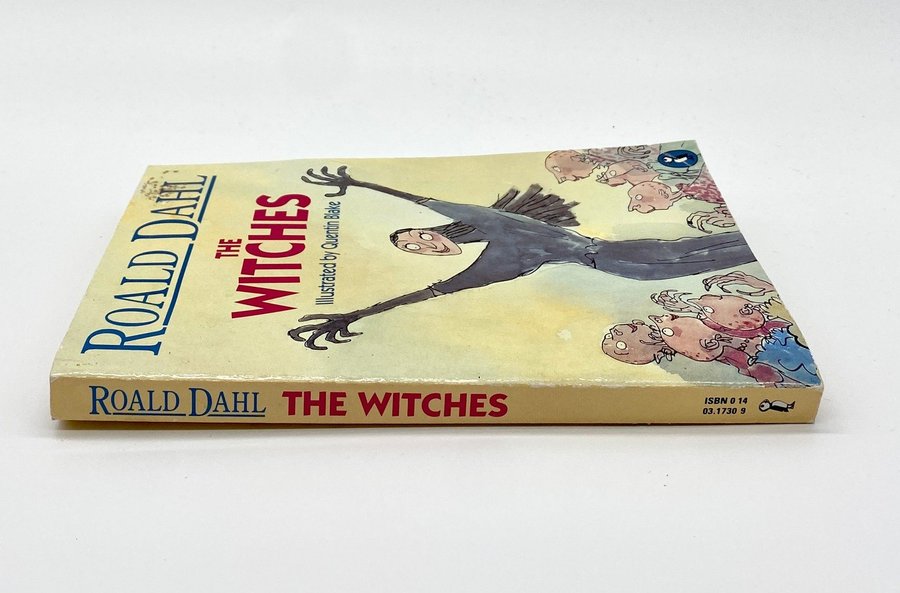 ROALD DAHL
THE
WITCHES
Illustrated by Quentin Blake
ROALD DAHL THE WITCHES
ISBN 0 14
03.1730 9